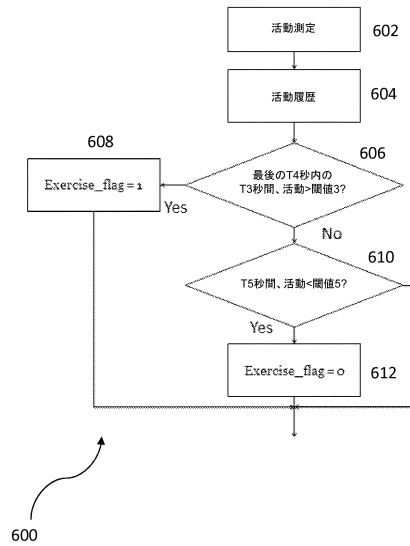 活動測定
602
活動履歴
604
606
最後のT4秒内の
T3秒間、活動>閾値3?
608
Exercise_flag = 1
Yes
No
610
T5秒間、活動<閾値5?
Yes
Exercise_flag = 0
612
600